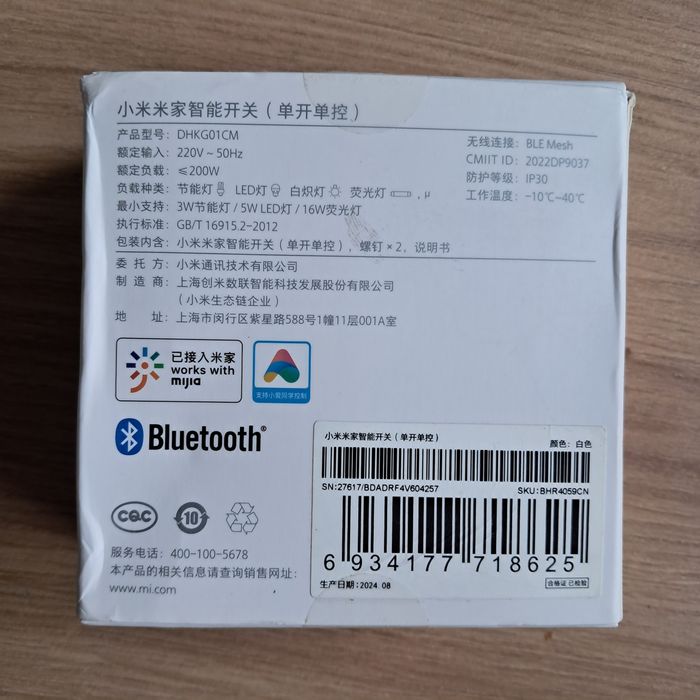 小米米家智能开关（单开单控）
产品型号： DHKG01CM
额定输入： 220V ~ 50Hz
额定负载： ≤200W
负载种类： 节能灯 LED灯 白炽灯 荧光灯 , μ
最小支持： 3W节能灯 / 5W LED灯 / 16W荧光灯
执行标准： GB/T 16915.2-2012
包装内含： 小米米家智能开关（单开单控），螺钉 × 2，说明书
无线连接： BLE Mesh
CMIIT ID： 2022DP9037
防护等级： IP30
工作温度： -10℃~40℃
委托方： 小米通讯技术有限公司
制造商： 上海创米数联智能科技发展股份有限公司
（小米生态链企业）
地址： 上海市闵行区紫星路588号1幢11层001A室
已接入米家
works with
mijia
支持小爱同学控制
Bluetooth®
CQC
10
服务电话： 400-100-5678
本产品的相关信息请查询销售网址：
www.mi.com
小米米家智能开关（单开单控）
颜色：白色
SN:27617/BDADRF4V604257
SKU:BHR4059CN
6 934177 718625
生产日期:2024.08
合格证 已检验